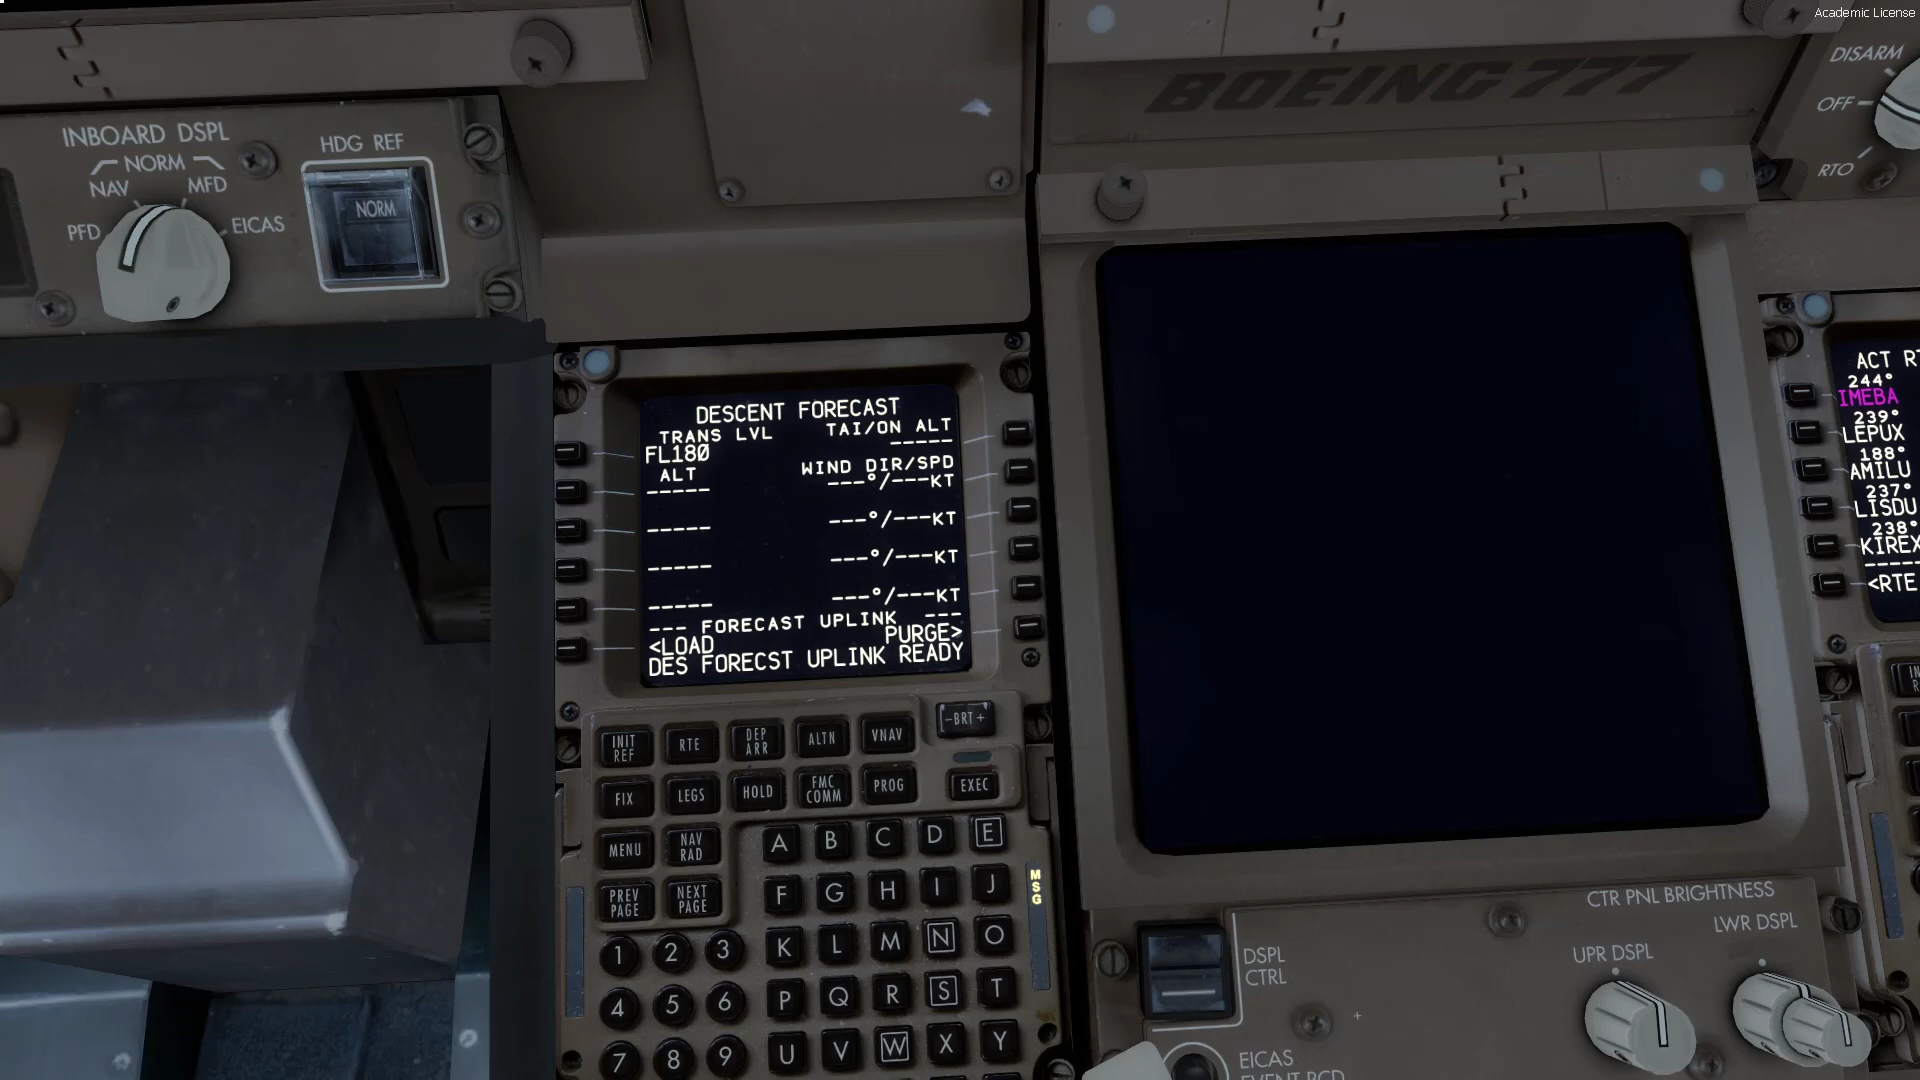 Academic License
BOEING 777
DISARM
OFF
RTO
INBOARD DSPL
NORM
NAV
MFD
PFD
EICAS
HDG REF
NORM
DESCENT FORECAST
TRANS LVL TAI/ON ALT
FL180 -----
ALT WIND DIR/SPD
----- ---°/---KT
----- ---°/---KT
----- ---°/---KT
----- ---°/---KT
--- FORECAST UPLINK ---
<LOAD PURGE>
DES FORECST UPLINK READY
ACT RT
244°
IMEBA
239°
LEPUX
188°
AMILU
237°
LISDU
238°
KIREX
-----
<RTE
INIT REF
RTE
DEP ARR
ALTN
VNAV
-BRT+
FIX
LEGS
HOLD
FMC COMM
PROG
EXEC
MENU
NAV RAD
PREV PAGE
NEXT PAGE
A B C D E
F G H I J
K L M N O
P Q R S T
U V W X Y
1 2 3
4 5 6
7 8 9
MSG
DSPL
CTRL
EICAS
EVENT RCD
CTR PNL BRIGHTNESS
UPR DSPL
LWR DSPL